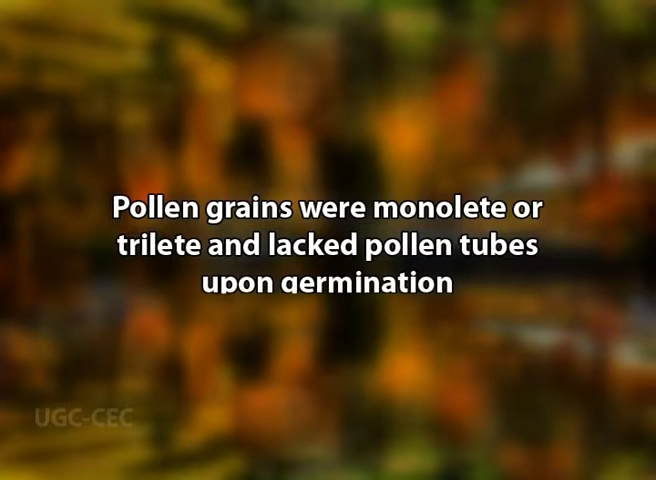 Pollen grains were monolete or
trilete and lacked pollen tubes
upon germination
UGC-CEC